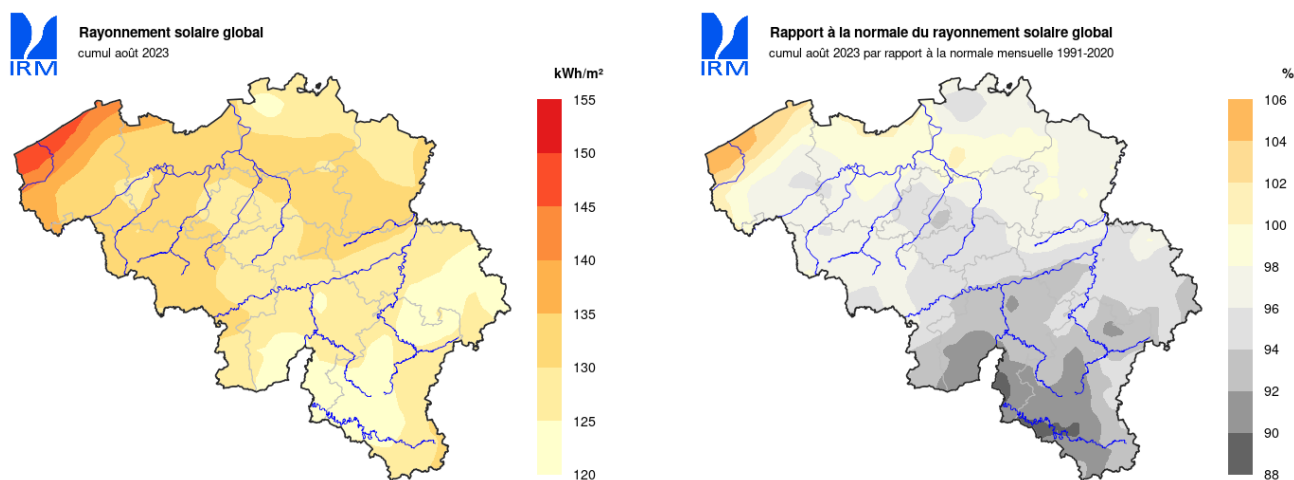 Rayonnement solaire global
cumul août 2023
IRM
kWh/m²
155
150
145
140
135
130
125
120
Rapport à la normale du rayonnement solaire global
cumul août 2023 par rapport à la normale mensuelle 1991-2020
IRM
%
106
104
102
100
98
96
94
92
90
88